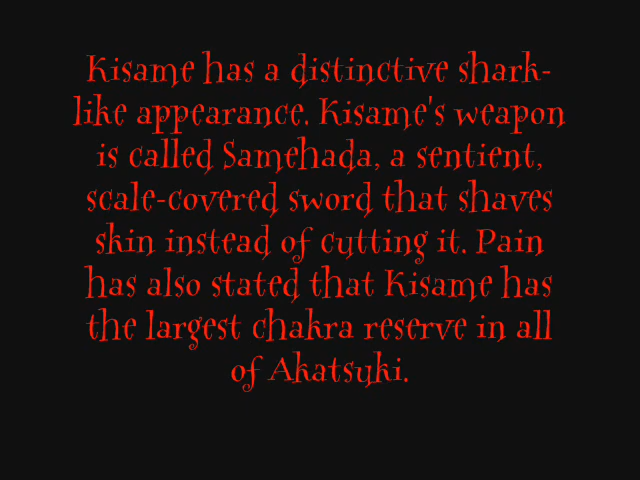 Kisame has a distinctive shark-
like appearance. Kisame's weapon
is called Samehada, a sentient,
scale-covered sword that shaves
skin instead of cutting it. Pain
has also stated that Kisame has
the largest chakra reserve in all
of Akatsuki.